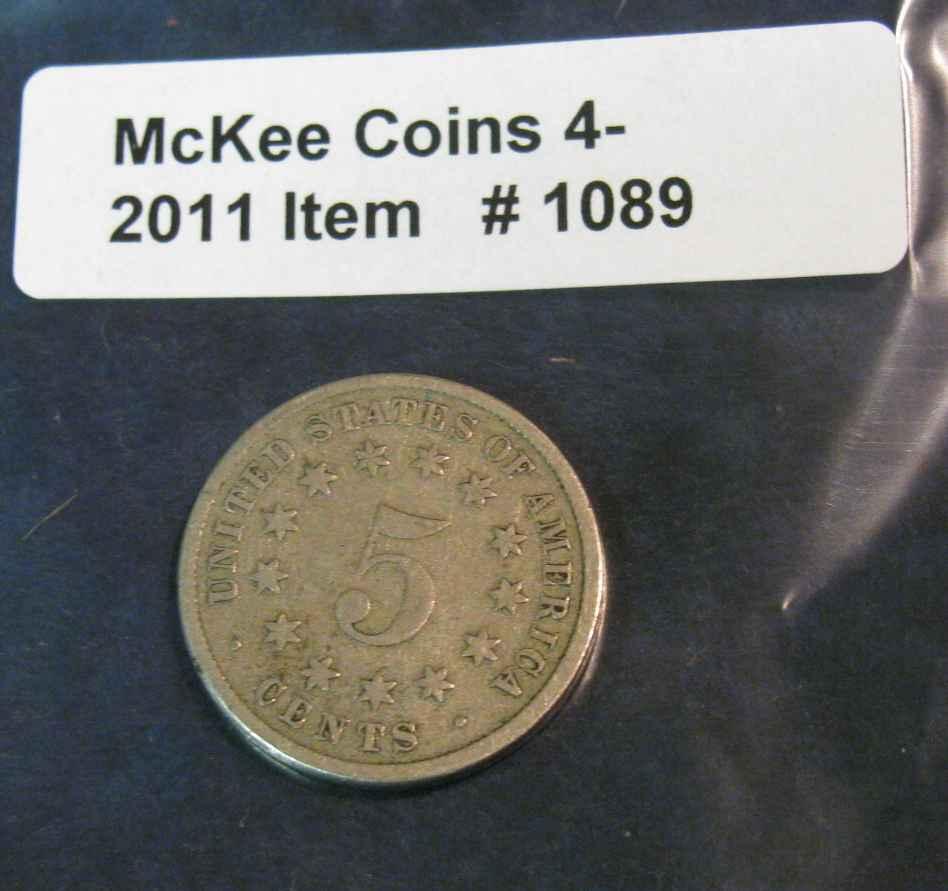 McKee Coins 4-
2011 Item # 1089
UNITED STATES OF AMERICA
5
CENTS